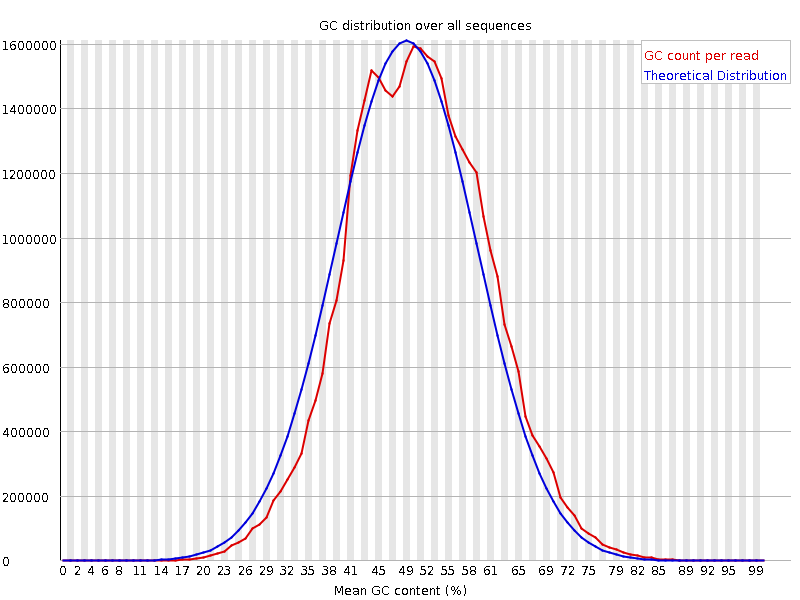 GC distribution over all sequences
GC count per read
Theoretical Distribution
1600000
1400000
1200000
1000000
800000
600000
400000
200000
0
0 2 4 6 8 11 14 17 20 23 26 29 32 35 38 41 45 49 52 55 58 61 65 69 72 75 79 82 85 89 92 95 99
Mean GC content (%)